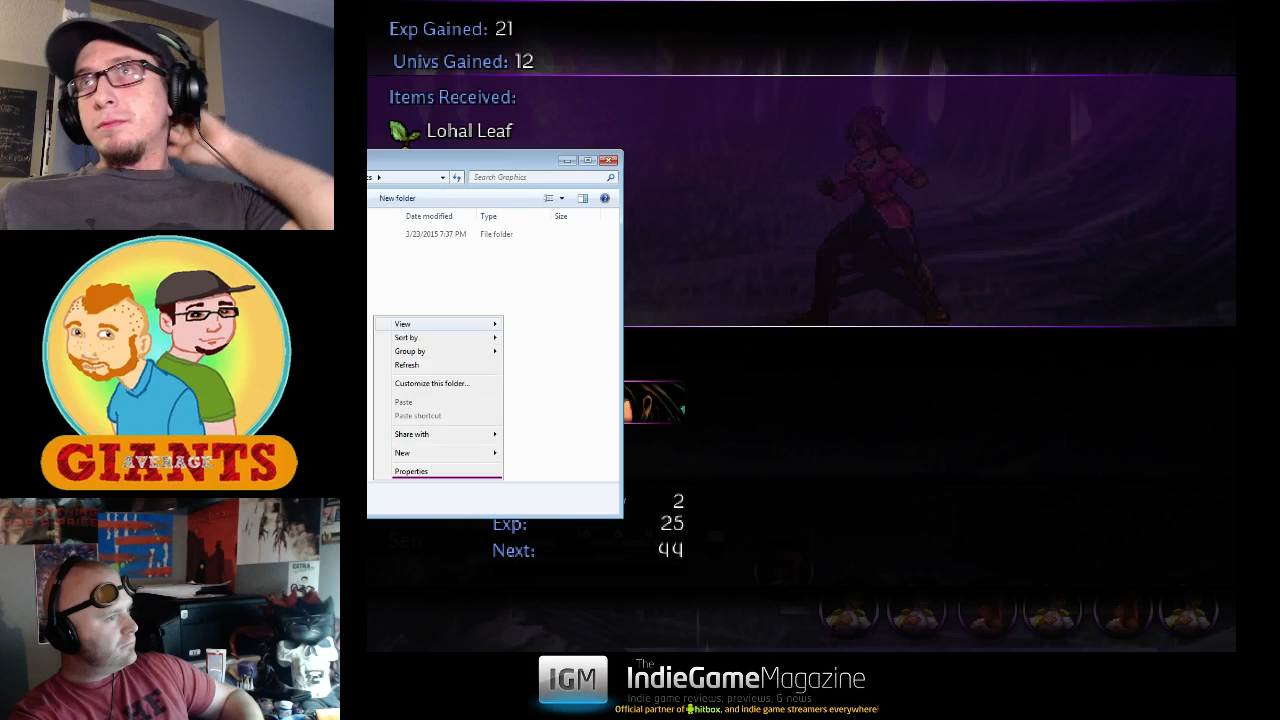 Exp Gained: 21
Univs Gained: 12
Items Received:
Lohal Leaf
Search Graphics
New folder
Date modified Type Size
3/23/2015 7:37 PM File folder
View
Sort by
Group by
Refresh
Customize this folder...
Paste
Paste shortcut
Share with
New
Properties
2
Exp: 25
Next: 44
Sen
GIANTS
AVERAGE
EXTRA
IGM
The
IndieGameMagazine
Indie game reviews, previews, & news
Official partner of hitbox, and indie game streamers everywhere!